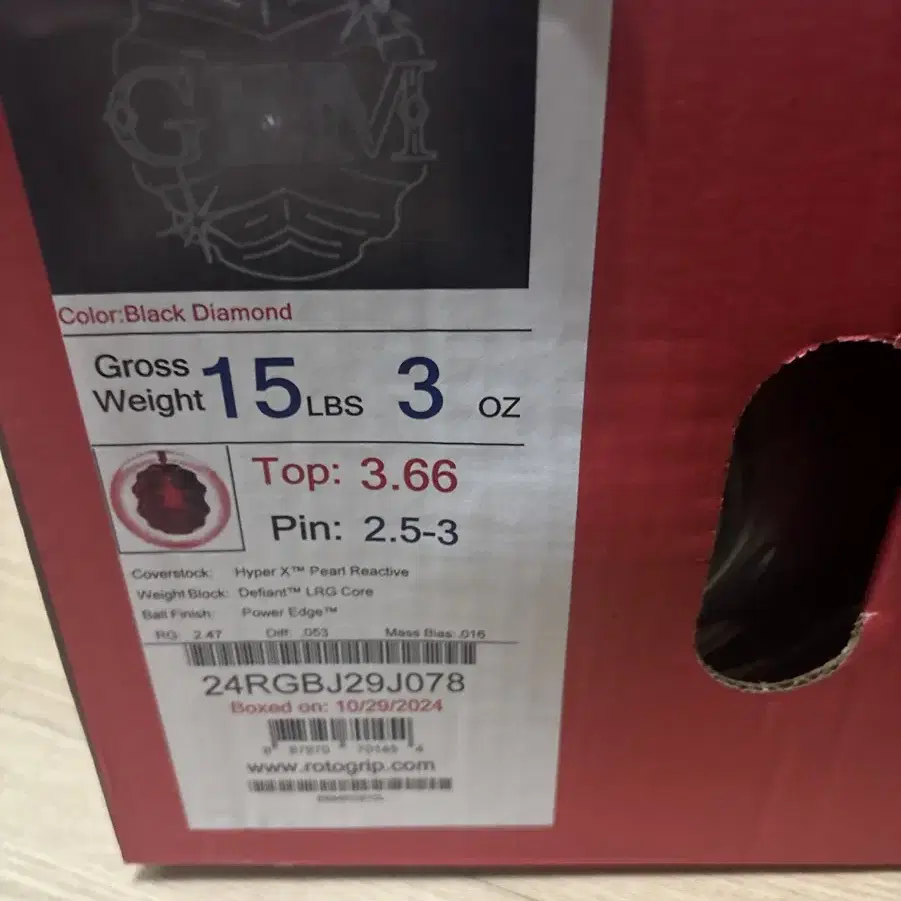 GEM
Color:Black Diamond
Gross Weight 15 LBS 3 OZ
Top: 3.66
Pin: 2.5-3
Coverstock: Hyper X™ Pearl Reactive
Weight Block: Defiant™ LRG Core
Ball Finish: Power Edge™
RG: 2.47 Diff: .053 Mass Bias: .016
24RGBJ29J078
Boxed on: 10/29/2024
www.rotogrip.com